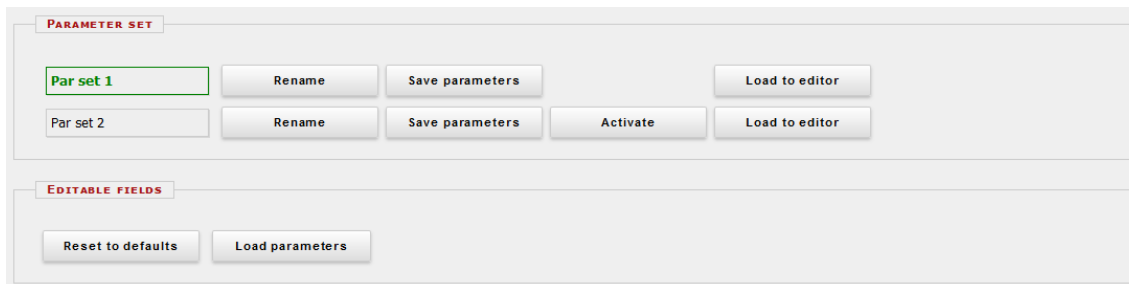 PARAMETER SET
Par set 1 Rename Save parameters Load to editor
Par set 2 Rename Save parameters Activate Load to editor
EDITABLE FIELDS
Reset to defaults Load parameters